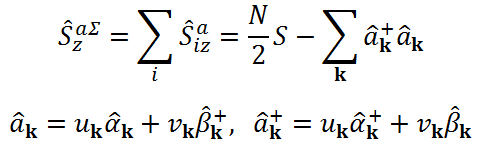 Ŝ_z^{aΣ} = ∑_i Ŝ_{iz}^a = N/2 S − ∑_𝐤 â_𝐤^+ â_𝐤
â_𝐤 = u_𝐤 α̂_𝐤 + v_𝐤 β̂_𝐤^+, â_𝐤^+ = u_𝐤 α̂_𝐤^+ + v_𝐤 β̂_𝐤